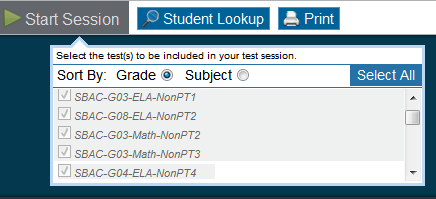 Start Session Student Lookup Print
Select the test(s) to be included in your test session.
Sort By: Grade Subject Select All
SBAC-G03-ELA-NonPT1
SBAC-G08-ELA-NonPT2
SBAC-G03-Math-NonPT2
SBAC-G03-Math-NonPT3
SBAC-G04-ELA-NonPT4